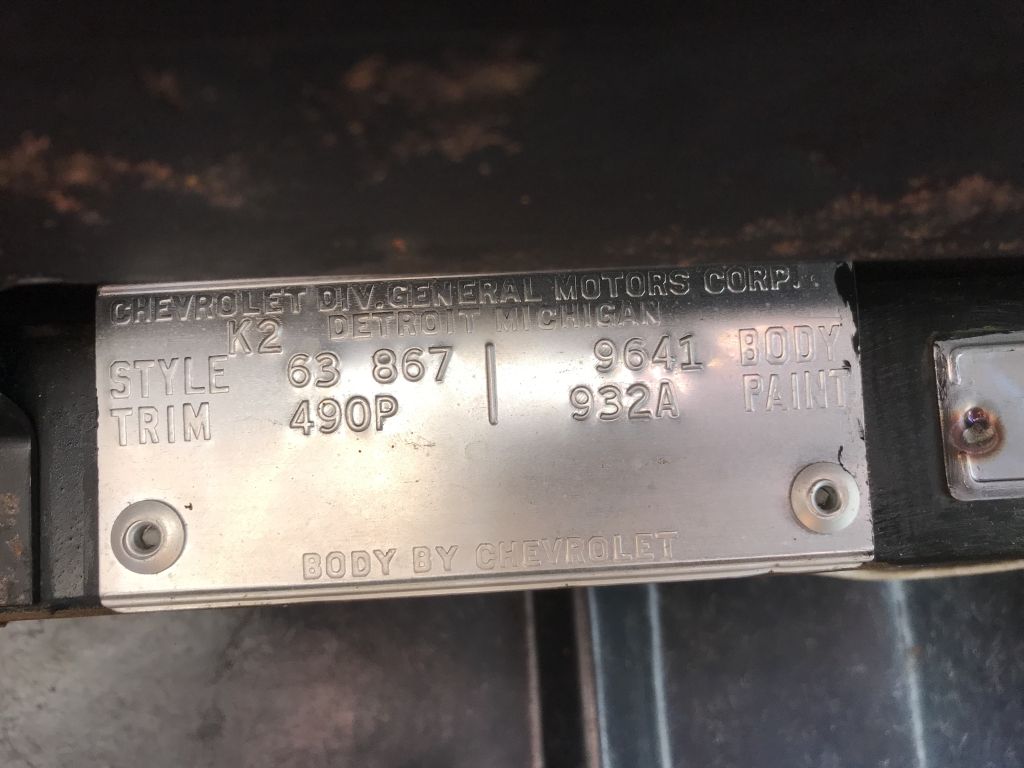 CHEVROLET DIV. GENERAL MOTORS CORP.
K2 DETROIT MICHIGAN
STYLE 63 867 | 9641 BODY
TRIM 490P 932A PAINT
BODY BY CHEVROLET